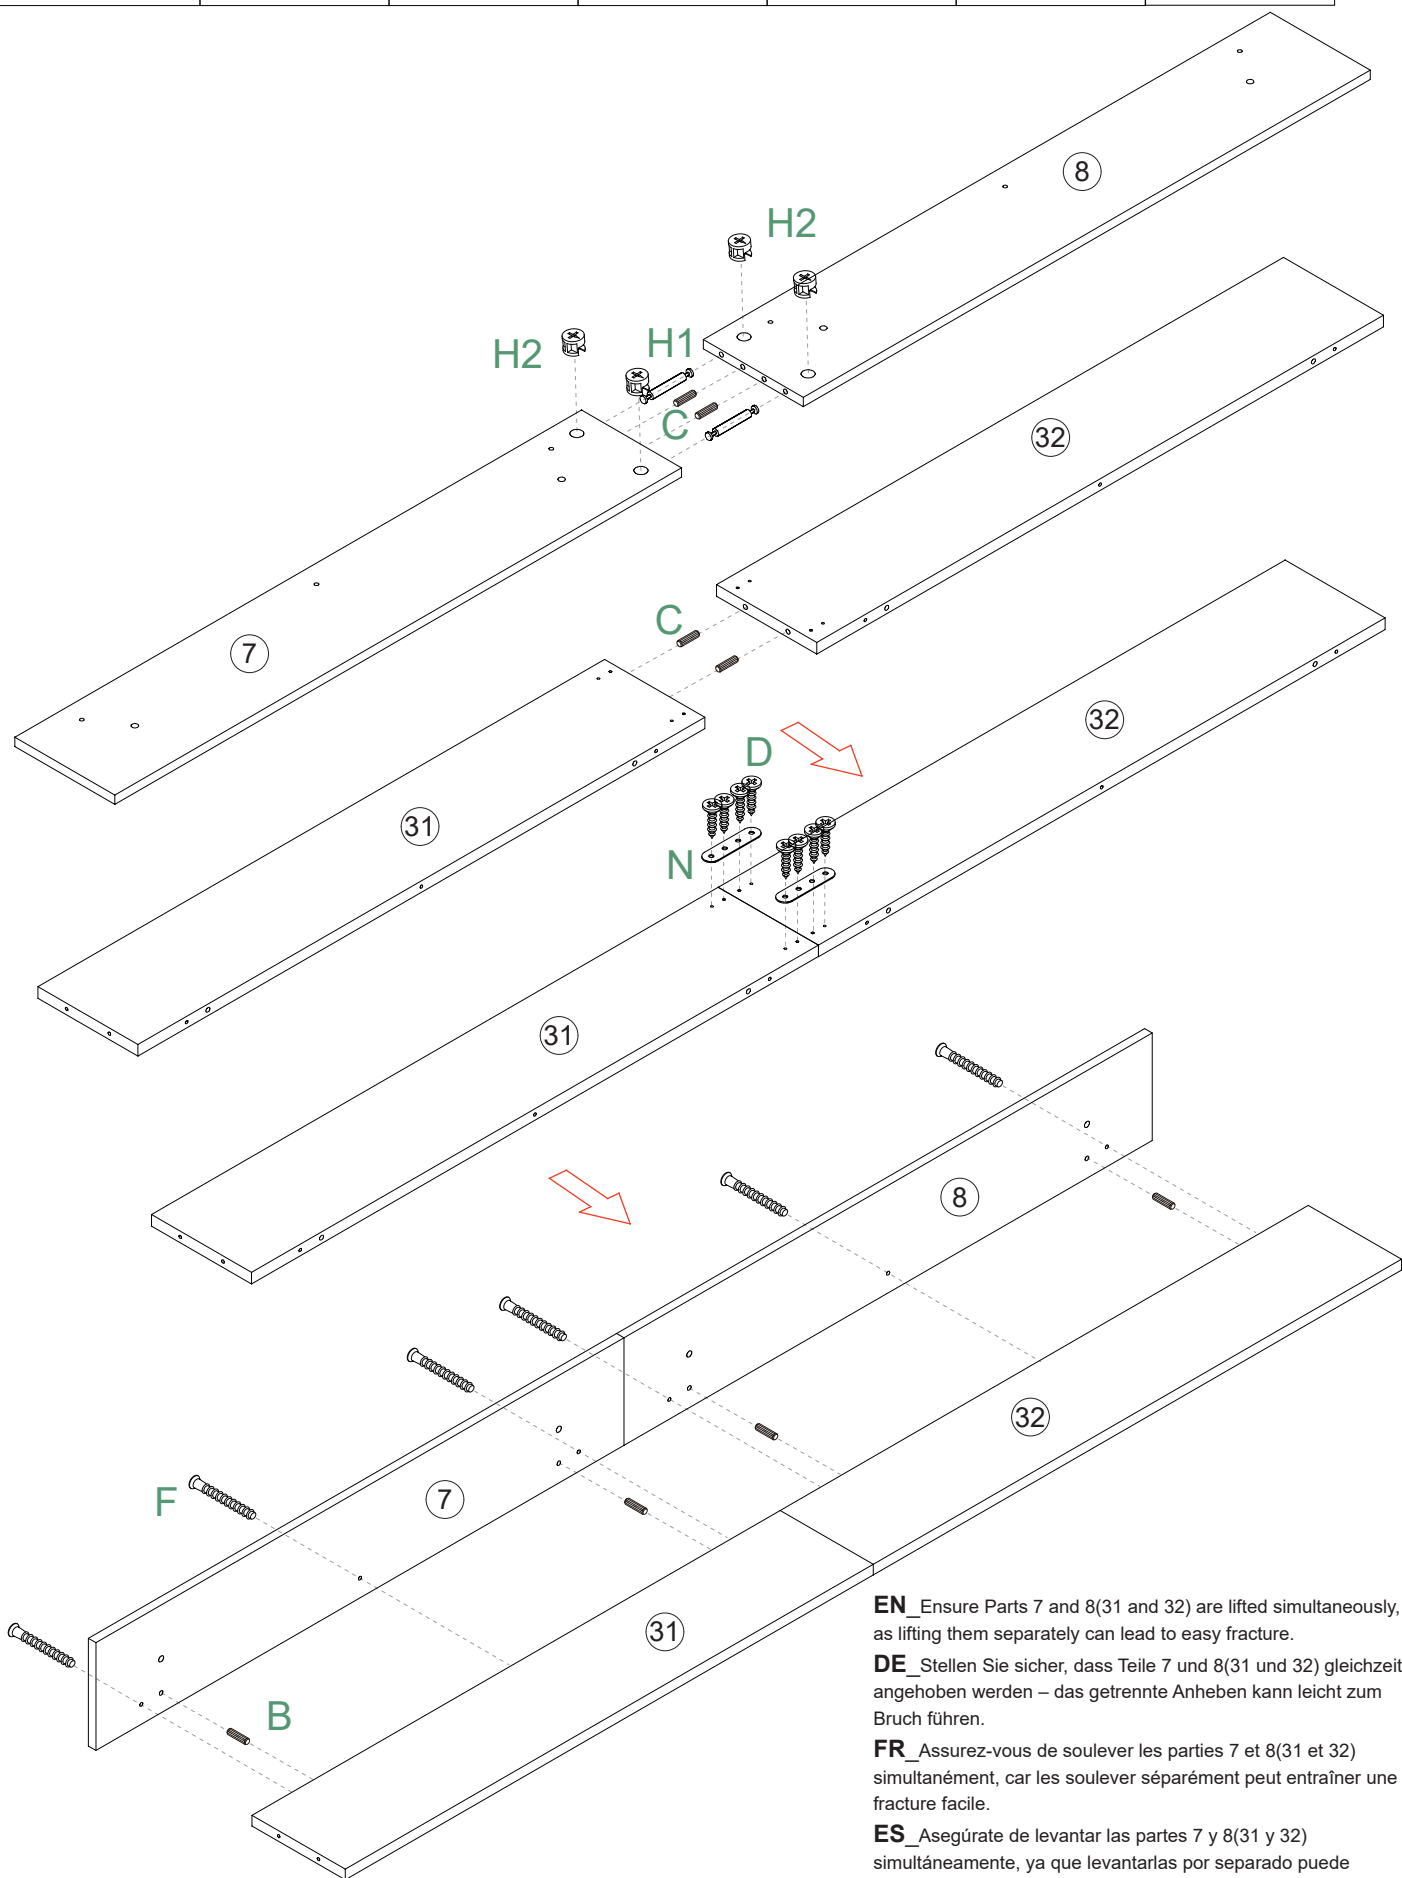 8
H2
H2
H1
C
32
7
C
32
D
31
N
31
8
32
F
7
31
B
EN_Ensure Parts 7 and 8(31 and 32) are lifted simultaneously,
as lifting them separately can lead to easy fracture.
DE_Stellen Sie sicher, dass Teile 7 und 8(31 und 32) gleichzeit
angehoben werden – das getrennte Anheben kann leicht zum
Bruch führen.
FR_Assurez-vous de soulever les parties 7 et 8(31 et 32)
simultanément, car les soulever séparément peut entraîner une
fracture facile.
ES_Asegúrate de levantar las partes 7 y 8(31 y 32)
simultáneamente, ya que levantarlas por separado puede